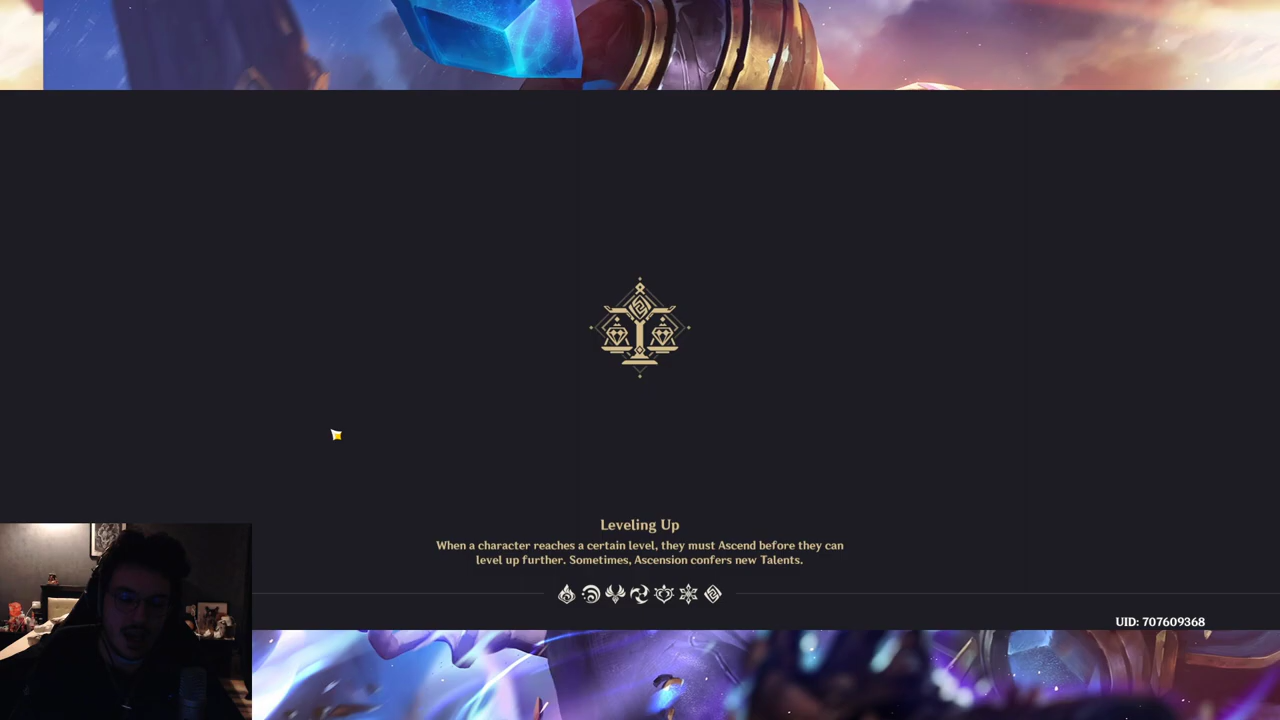 Leveling Up
When a character reaches a certain level, they must Ascend before they can
level up further. Sometimes, Ascension confers new Talents.
UID: 707609368